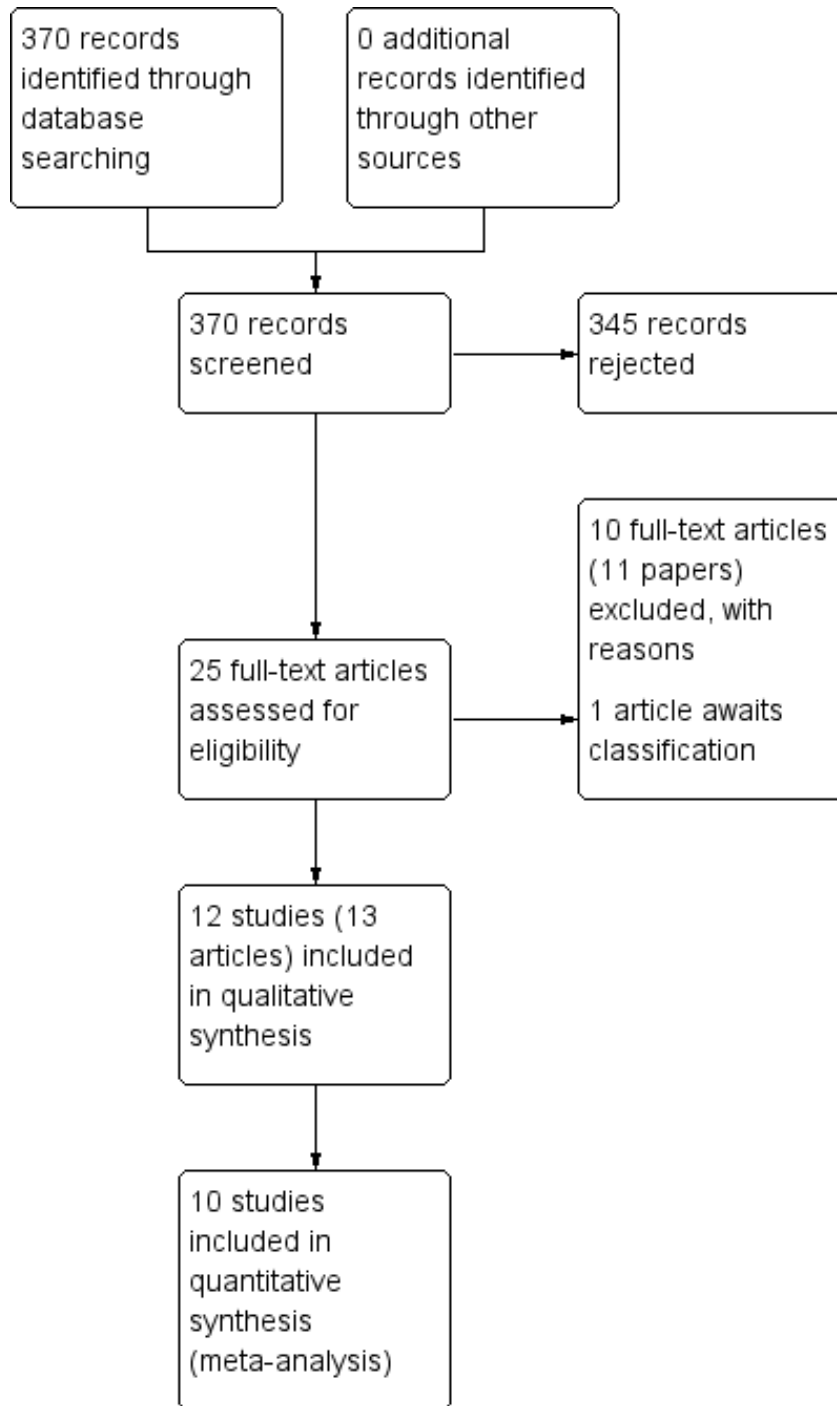 370 records
identified through
database
searching
0 additional
records identified
through other
sources
370 records
screened
345 records
rejected
10 full-text articles
(11 papers)
excluded, with
reasons
1 article awaits
classification
25 full-text articles
assessed for
eligibility
12 studies (13
articles) included
in qualitative
synthesis
10 studies
included in
quantitative
synthesis
(meta-analysis)